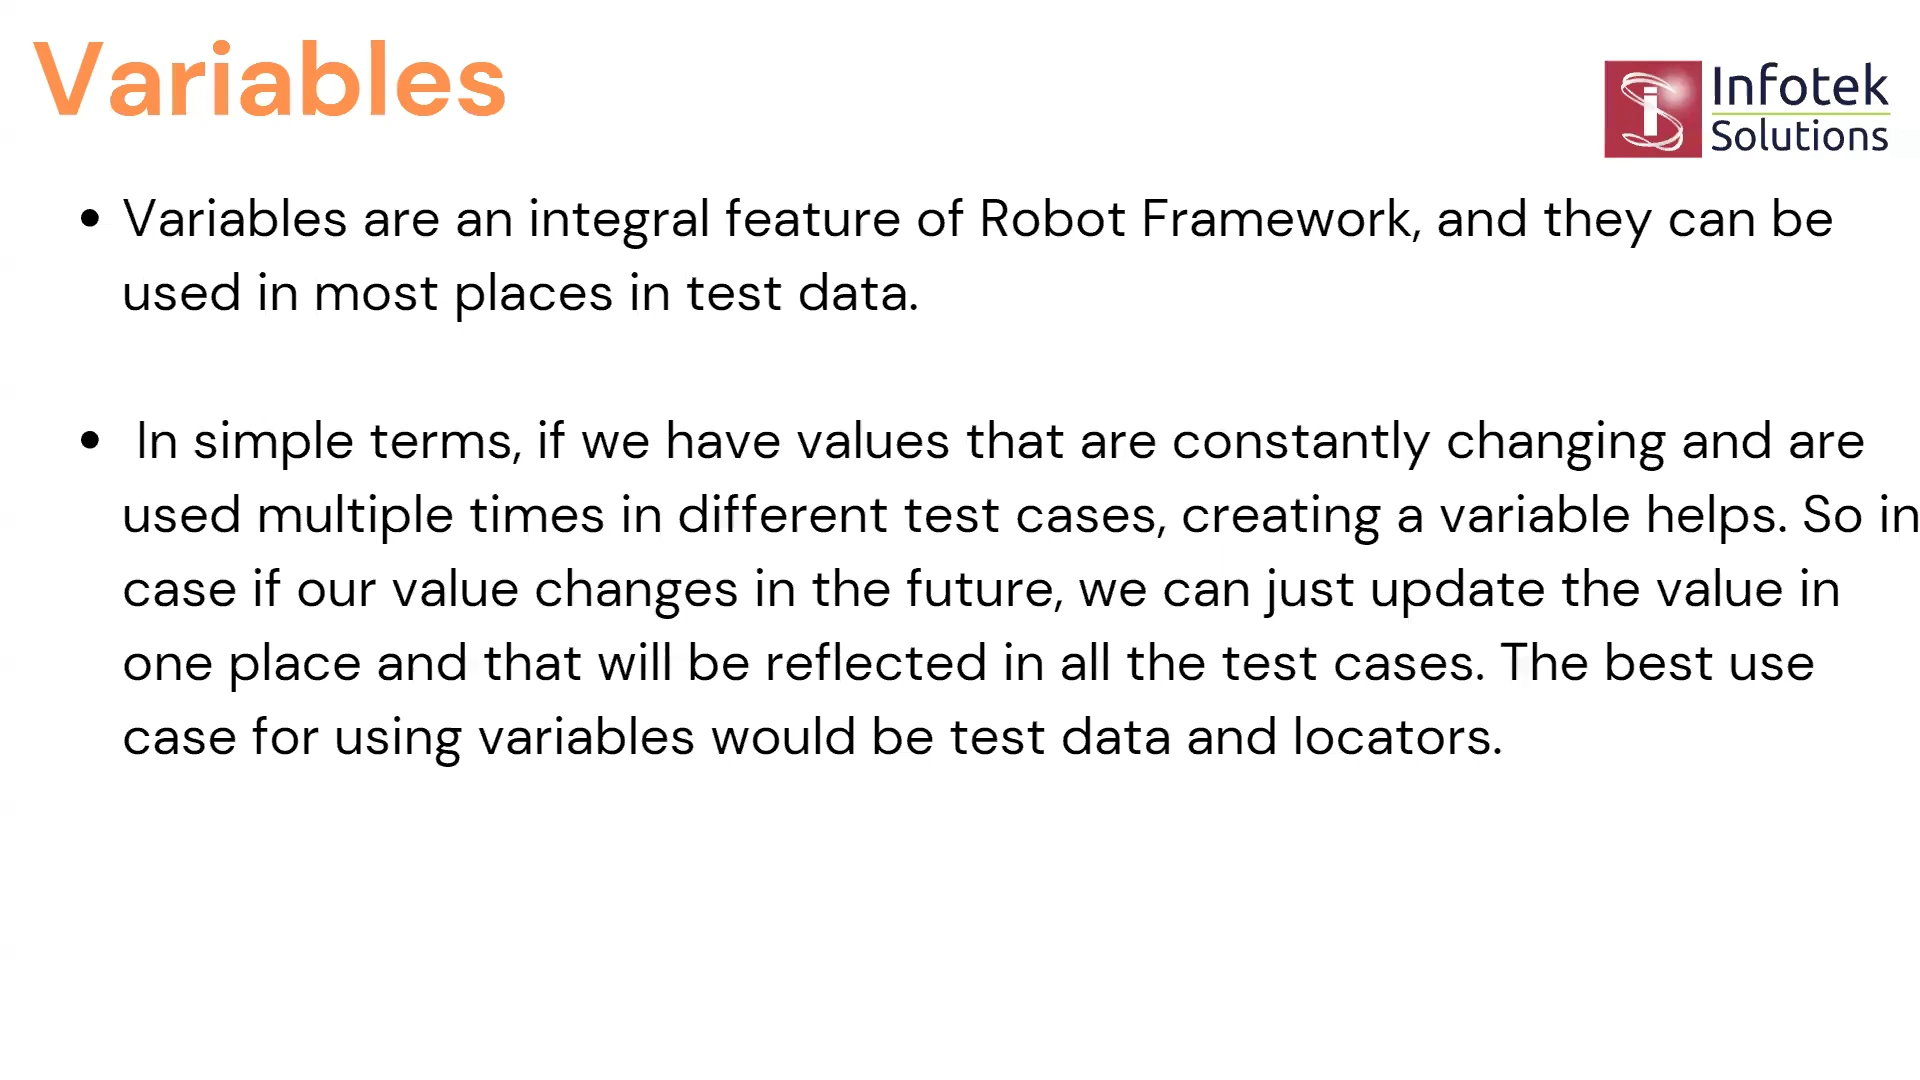 Variables
Infotek
Solutions
• Variables are an integral feature of Robot Framework, and they can be
used in most places in test data.
• In simple terms, if we have values that are constantly changing and are
used multiple times in different test cases, creating a variable helps. So in
case if our value changes in the future, we can just update the value in
one place and that will be reflected in all the test cases. The best use
case for using variables would be test data and locators.